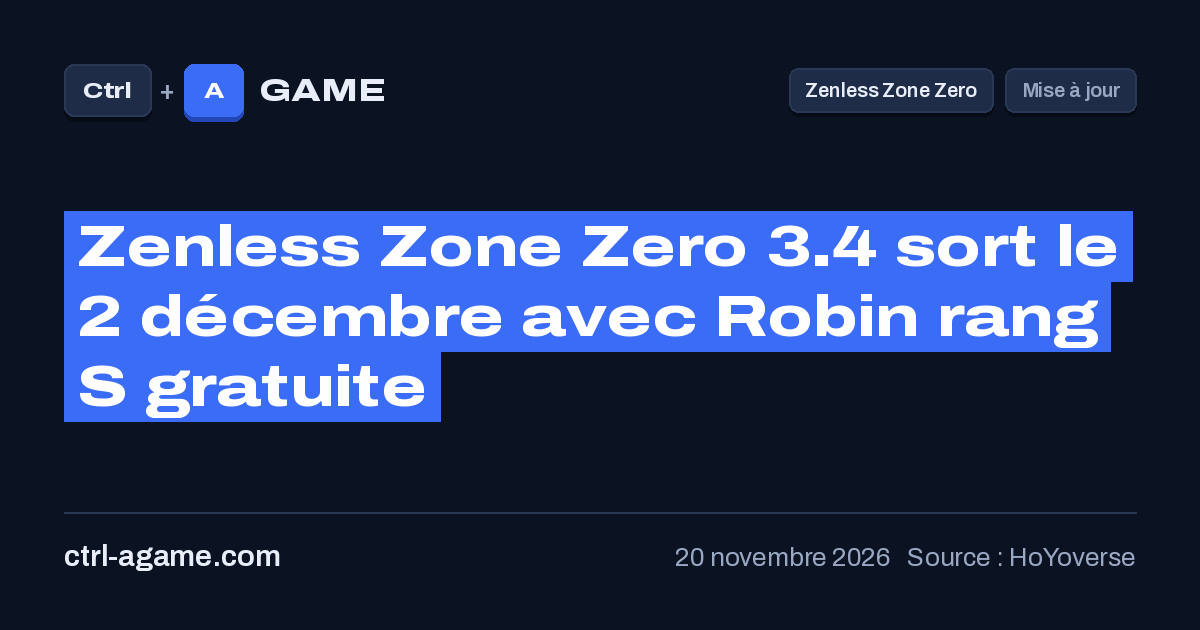 Ctrl + A GAME
Zenless Zone Zero
Mise à jour
Zenless Zone Zero 3.4 sort le
2 décembre avec Robin rang
S gratuite
ctrl-agame.com
20 novembre 2026 Source : HoYoverse